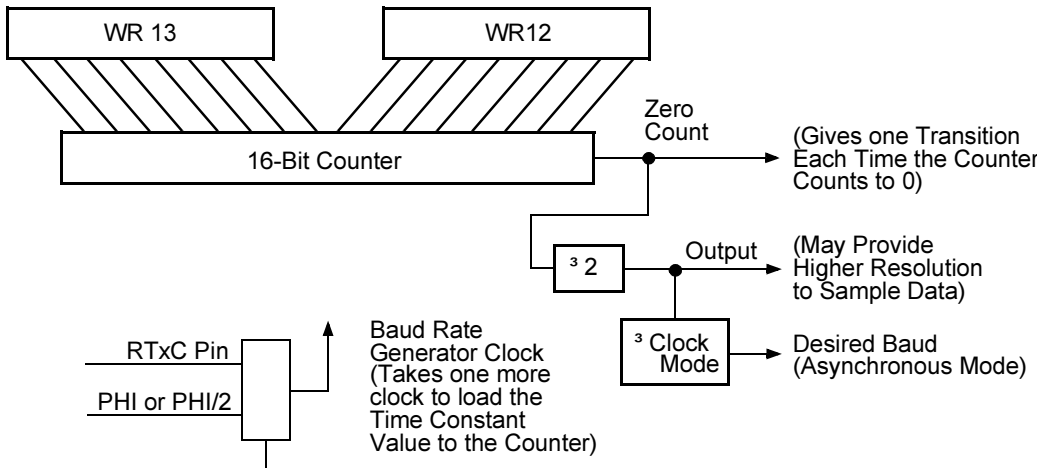 WR 13
WR12
16-Bit Counter
Zero
Count
(Gives one Transition
Each Time the Counter
Counts to 0)
³ 2
Output
(May Provide
Higher Resolution
to Sample Data)
³ Clock
Mode
Desired Baud
(Asynchronous Mode)
RTxC Pin
PHI or PHI/2
Baud Rate
Generator Clock
(Takes one more
clock to load the
Time Constant
Value to the Counter)